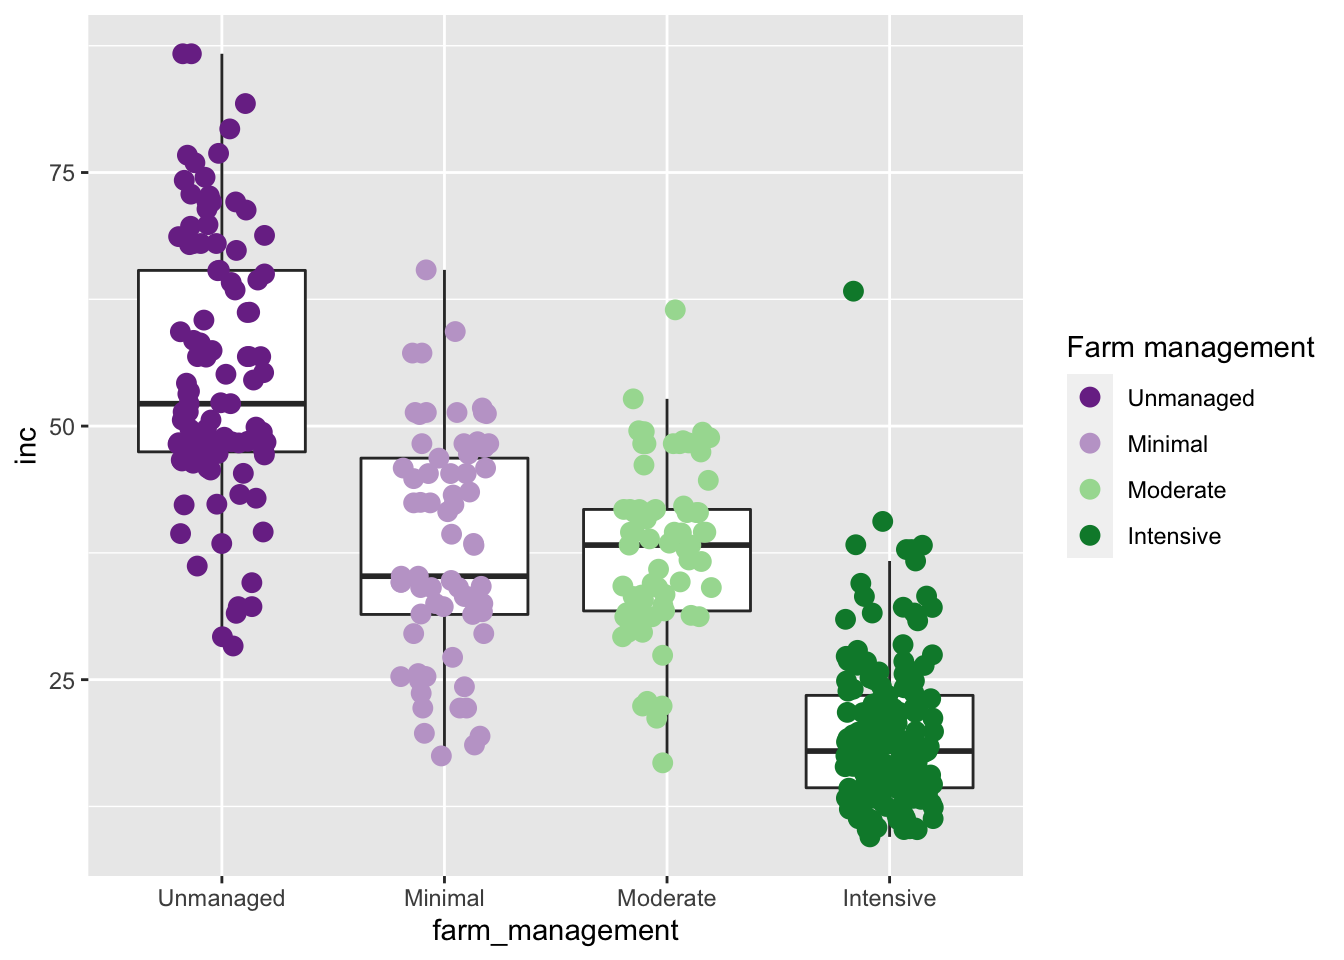 75
50
25
inc
Unmanaged
Minimal
Moderate
Intensive
farm_management
Farm management
Unmanaged
Minimal
Moderate
Intensive